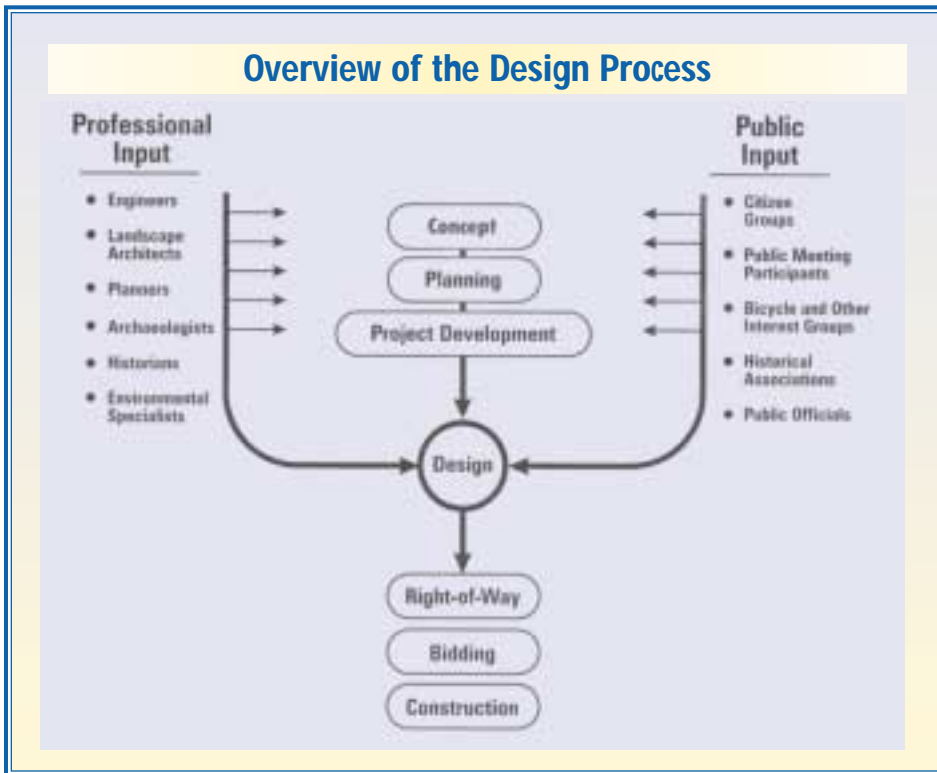 Overview of the Design Process
Professional
Input
• Engineers
• Landscape
Architects
• Planners
• Archaeologists
• Historians
• Environmental
Specialists
Concept
Planning
Project Development
Design
Right-of-Way
Bidding
Construction
Public
Input
• Citizen
Groups
• Public Meeting
Participants
• Bicycle and Other
Interest Groups
• Historical
Associations
• Public Officials